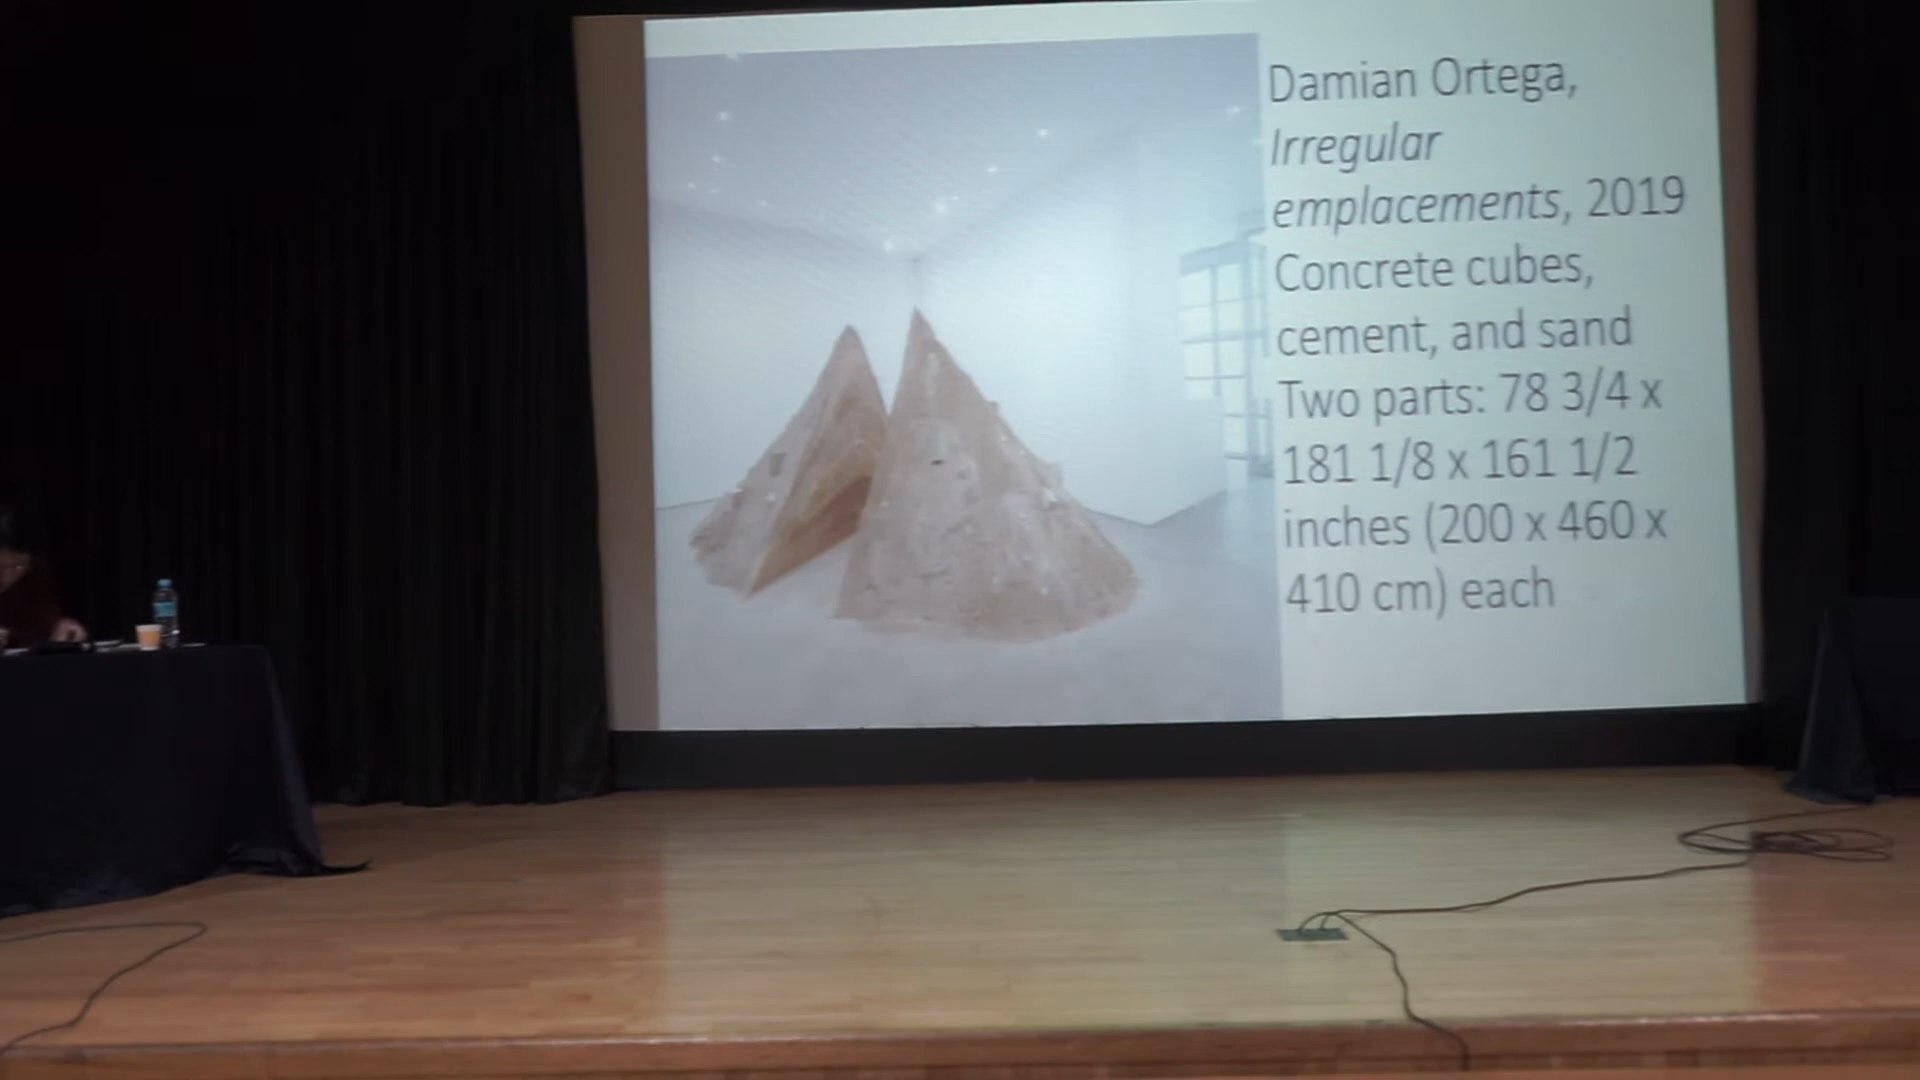 Damian Ortega,
Irregular
emplacements, 2019
Concrete cubes,
cement, and sand
Two parts: 78 3/4 x
181 1/8 x 161 1/2
inches (200 x 460 x
410 cm) each